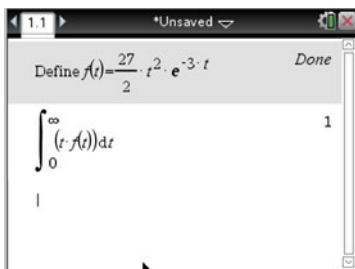 1.1 *Unsaved
Define f(t)=27/2·t²·e^-3·t Done
∫₀^∞ (t·f(t))dt 1